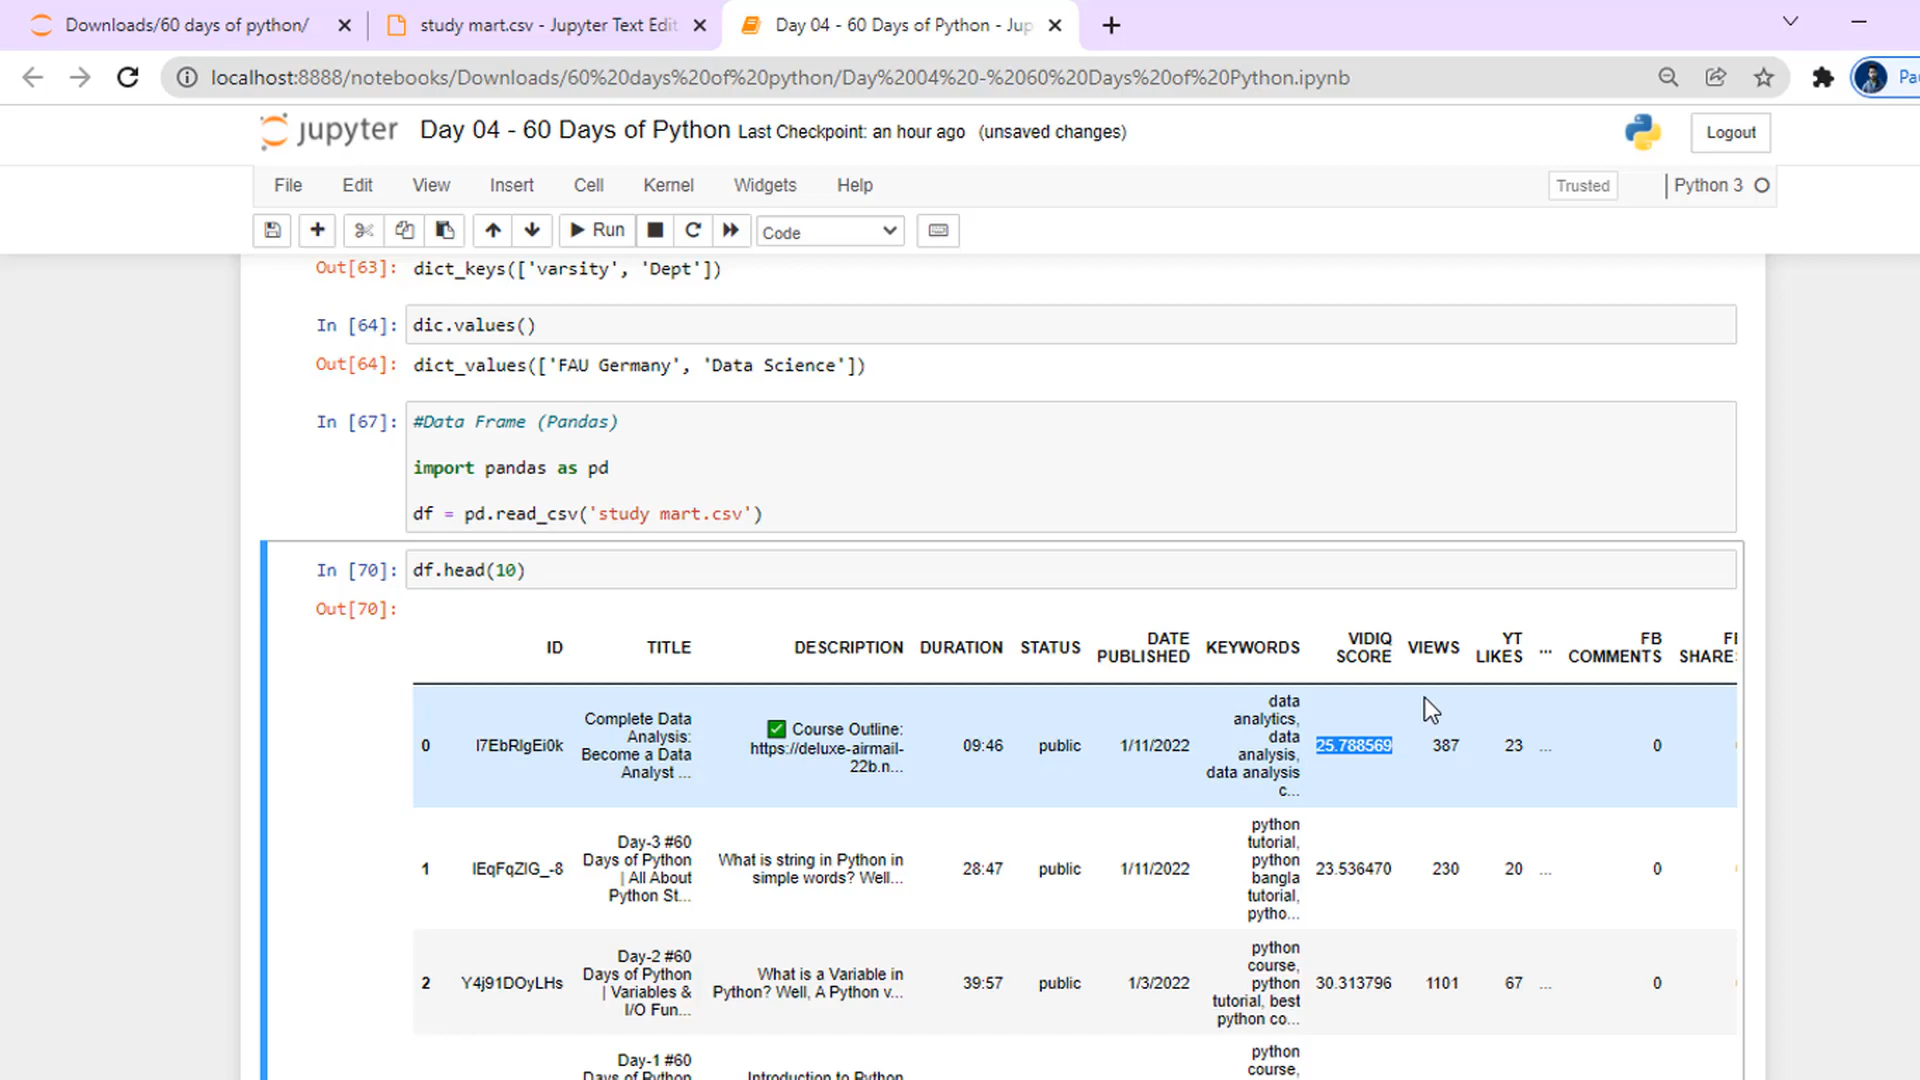 Downloads/60 days of python/
study mart.csv - Jupyter Text Edit
Day 04 - 60 Days of Python - Jup
localhost:8888/notebooks/Downloads/60%20days%20of%20python/Day%2004%20-%2060%20Days%20of%20Python.ipynb
Pa
jupyter Day 04 - 60 Days of Python Last Checkpoint: an hour ago (unsaved changes)
Logout
File Edit View Insert Cell Kernel Widgets Help
Trusted Python 3
Run Code
Out[63]: dict_keys(['varsity', 'Dept'])
In [64]: dic.values()
Out[64]: dict_values(['FAU Germany', 'Data Science'])
In [67]: #Data Frame (Pandas)
import pandas as pd
df = pd.read_csv('study mart.csv')
In [70]: df.head(10)
Out[70]:
ID TITLE DESCRIPTION DURATION STATUS DATE PUBLISHED KEYWORDS VIDIQ SCORE VIEWS YT LIKES ... FB COMMENTS
SHARE
0 I7EbRlgEi0k Complete Data Analysis: Become a Data Analyst ... ✅ Course Outline: https://deluxe-airmail-22b.n... 09:46 public 1/11/2022 data analytics, data analysis, data analysis c... 25.788569 387 23 ... 0
1 IEqFqZlG_-8 Day-3 #60 Days of Python | All About Python St... What is string in Python in simple words? Well... 28:47 public 1/11/2022 python tutorial, python bangla tutorial, pytho... 23.536470 230 20 ... 0
2 Y4j91DOyLHs Day-2 #60 Days of Python | Variables & I/O Fun... What is a Variable in Python? Well, A Python v... 39:57 public 1/3/2022 python course, python tutorial, best python co... 30.313796 1101 67 ... 0
Day-1 #60 Days of Python Introduction to Python python course,